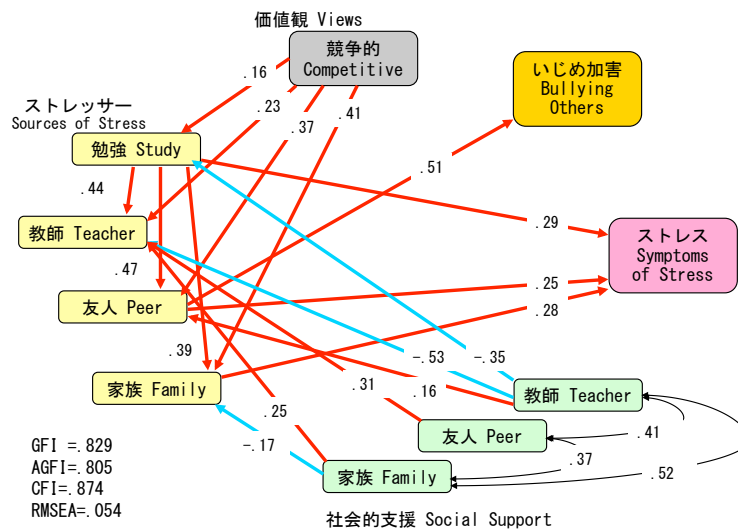 価値観 Views
競争的
Competitive
いじめ加害
Bullying
Others
.16
.23
.37
.41
ストレッサー
Sources of Stress
勉強 Study
.44
.51
教師 Teacher
.29
ストレス
Symptoms
of Stress
.47
友人 Peer
.25
.28
.39
-.53
-.35
家族 Family
.31
.16
教師 Teacher
.25
友人 Peer
.41
-.17
.37
家族 Family
.52
GFI =.829
AGFI=.805
CFI=.874
RMSEA=.054
社会的支援 Social Support